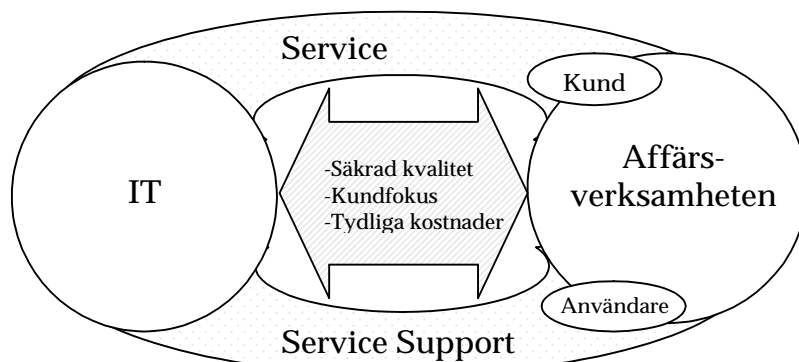 Service
Kund
IT
-Säkrad kvalitet
-Kundfokus
-Tydliga kostnader
Affärs-
verksamheten
Användare
Service Support